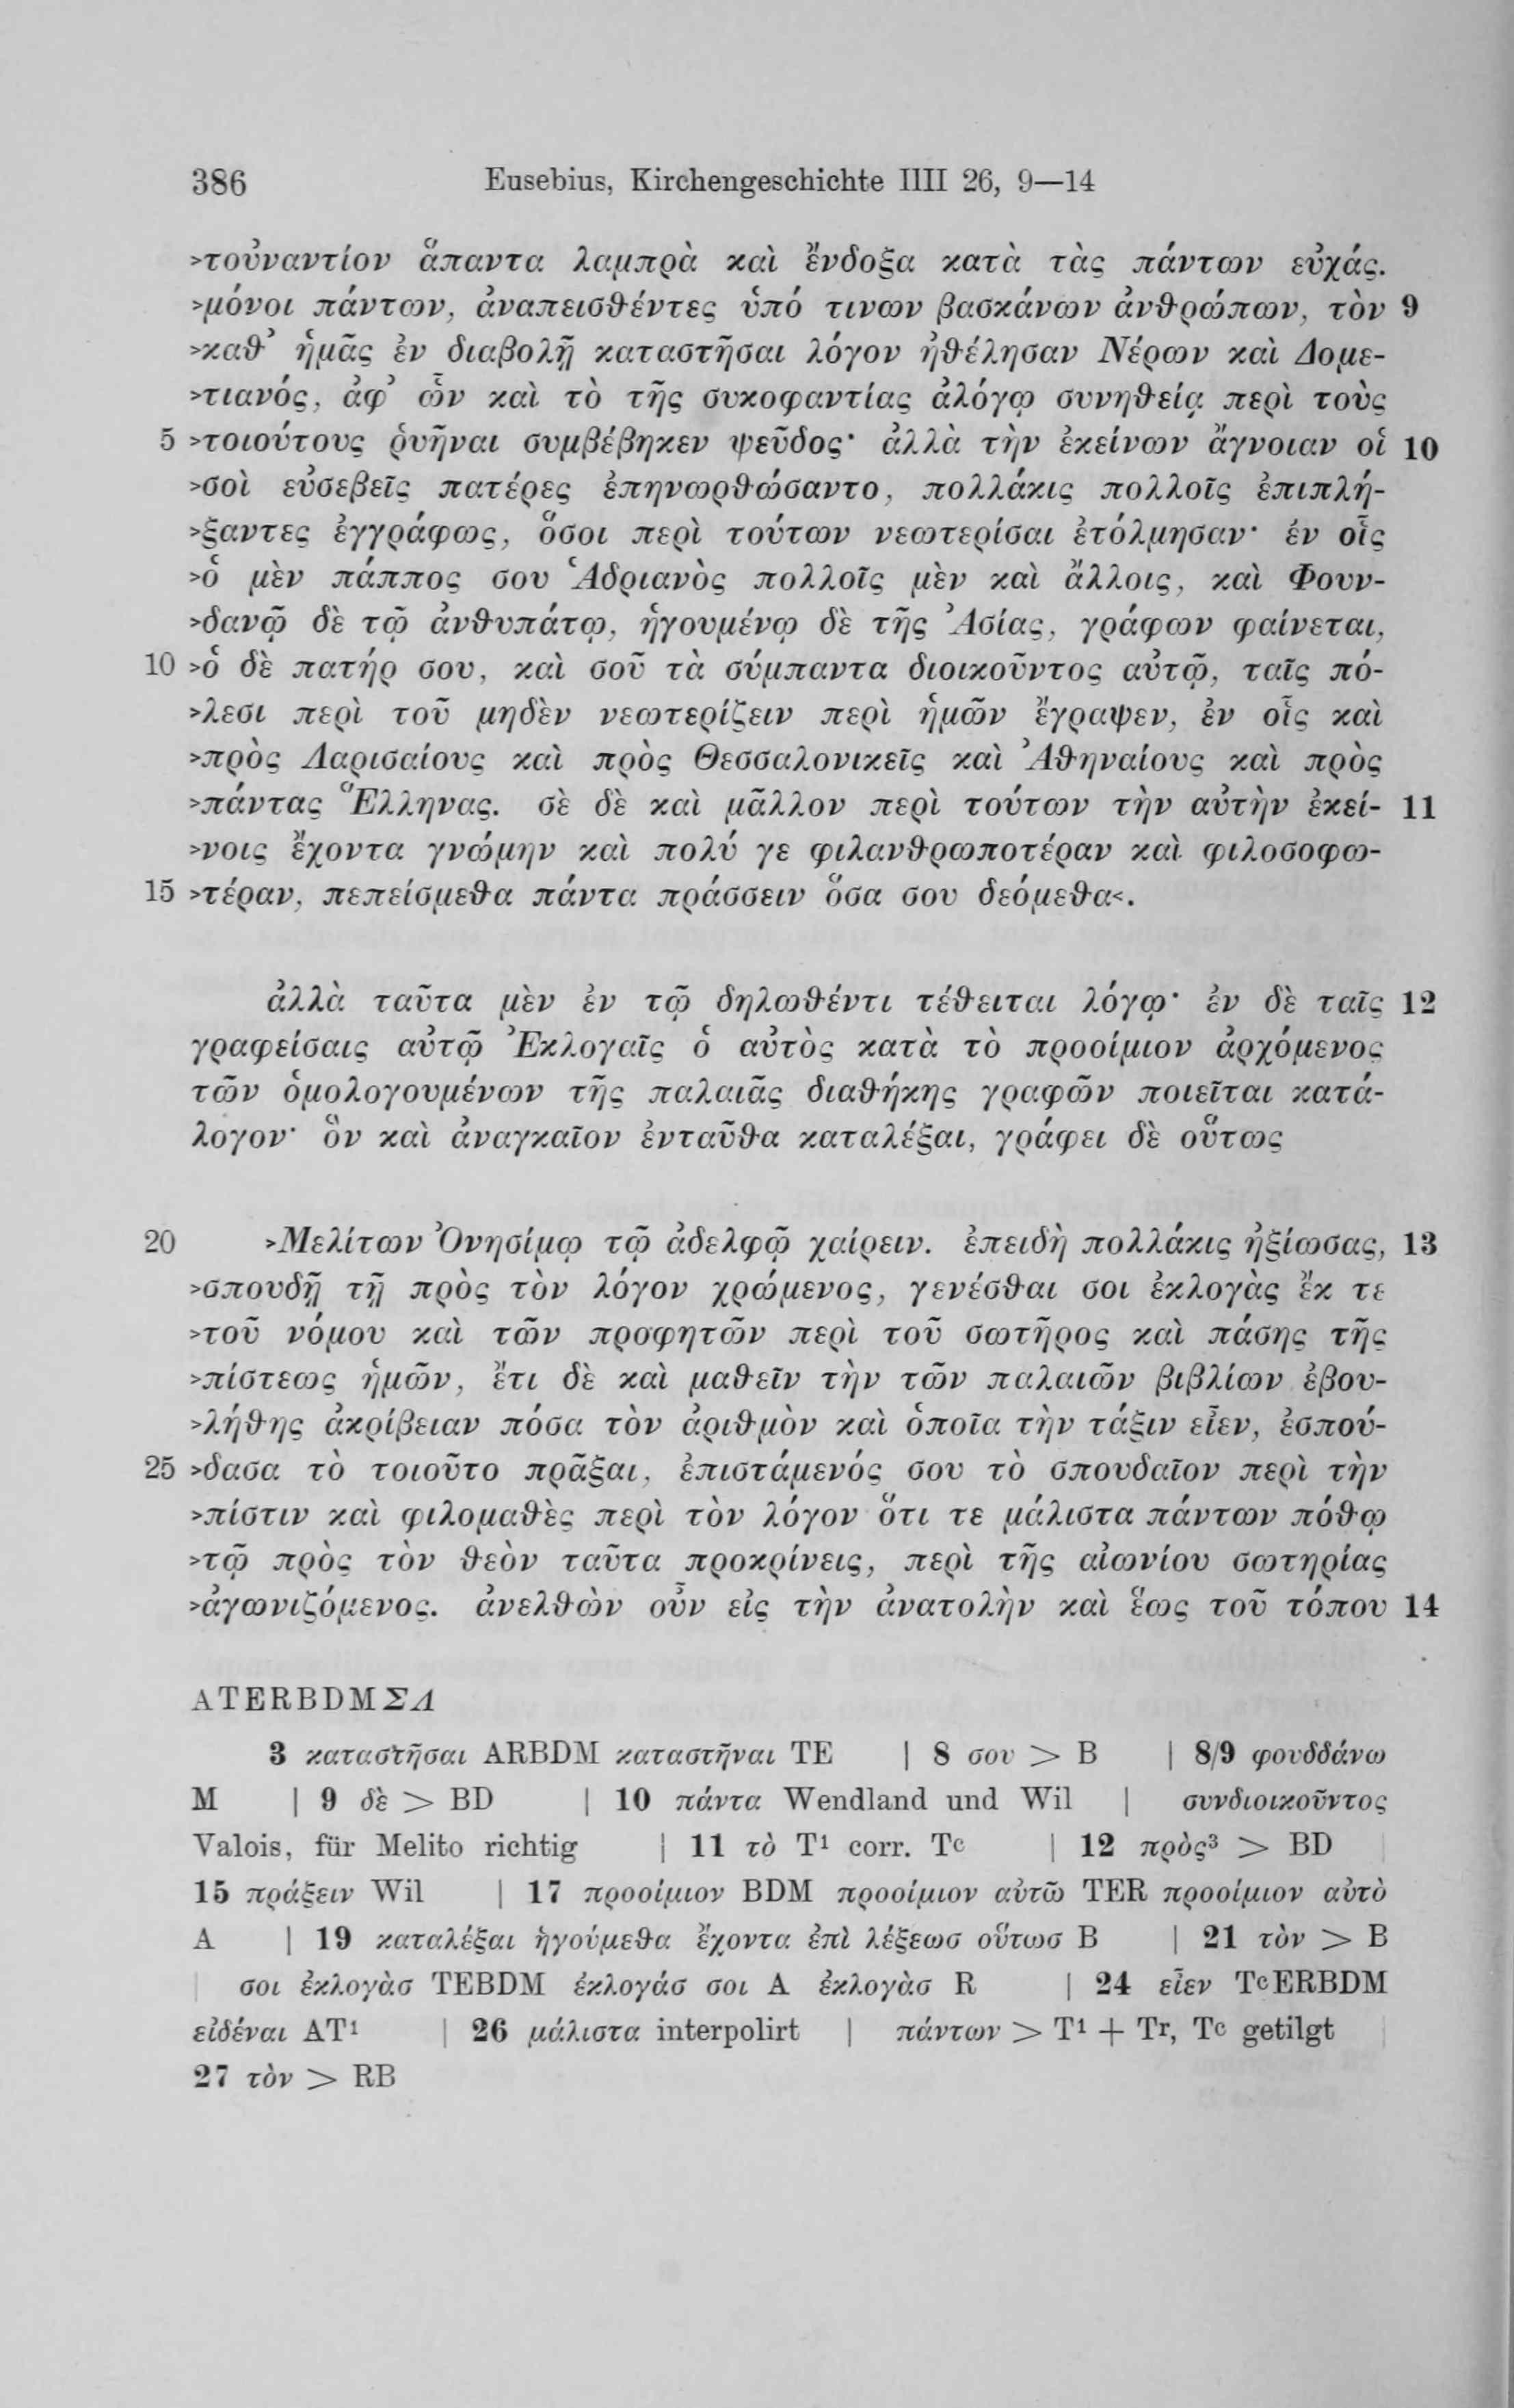 386 Eusebius, Kirchengeschichte IIII 26, 9—14
>τοὐναντίον ἅπαντα λαμπρὰ καὶ ἔνδοξα κατὰ τὰς πάντων εὐχάς.
>μόνοι πάντων, ἀναπεισθέντες ὑπό τινων βασκάνων ἀνθρώπων, τὸν 9
>καθ᾽ ἡμᾶς ἐν διαβολῇ καταστῆσαι λόγον ἠθέλησαν Νέρων καὶ Δομε-
>τιανός, ἀφ᾽ ὧν καὶ τὸ τῆς συκοφαντίας ἀλόγῳ συνηθείᾳ περὶ τοὺς
5 >τοιούτους ῥυῆναι συμβέβηκεν ψεῦδος· ἀλλὰ τὴν ἐκείνων ἄγνοιαν οἱ 10
>σοὶ εὐσεβεῖς πατέρες ἐπηνωρθώσαντο, πολλάκις πολλοῖς ἐπιπλή-
>ξαντες ἐγγράφως, ὅσοι περὶ τούτων νεωτερίσαι ἐτόλμησαν· ἐν οἷς
>ὁ μὲν πάππος σου Ἁδριανὸς πολλοῖς μὲν καὶ ἄλλοις, καὶ Φουν-
>δανῷ δὲ τῷ ἀνθυπάτῳ, ἡγουμένῳ δὲ τῆς Ἀσίας, γράφων φαίνεται,
10 >ὁ δὲ πατήρ σου, καὶ σοῦ τὰ σύμπαντα διοικοῦντος αὐτῷ, ταῖς πό-
>λεσι περὶ τοῦ μηδὲν νεωτερίζειν περὶ ἡμῶν ἔγραψεν, ἐν οἷς καὶ
>πρὸς Λαρισαίους καὶ πρὸς Θεσσαλονικεῖς καὶ Ἀθηναίους καὶ πρὸς
>πάντας Ἕλληνας. σὲ δὲ καὶ μᾶλλον περὶ τούτων τὴν αὐτὴν ἐκεί- 11
>νοις ἔχοντα γνώμην καὶ πολύ γε φιλανθρωποτέραν καὶ φιλοσοφω-
15 >τέραν, πεπείσμεθα πάντα πράσσειν ὅσα σου δεόμεθα<.
ἀλλὰ ταῦτα μὲν ἐν τῷ δηλωθέντι τέθειται λόγῳ· ἐν δὲ ταῖς 12
γραφείσαις αὐτῷ Ἐκλογαῖς ὁ αὐτὸς κατὰ τὸ προοίμιον ἀρχόμενος
τῶν ὁμολογουμένων τῆς παλαιᾶς διαθήκης γραφῶν ποιεῖται κατά-
λογον· ὃν καὶ ἀναγκαῖον ἐνταῦθα καταλέξαι, γράφει δὲ οὕτως
20 >Μελίτων Ὀνησίμῳ τῷ ἀδελφῷ χαίρειν. ἐπειδὴ πολλάκις ἠξίωσας, 13
>σπουδῇ τῇ πρὸς τὸν λόγον χρώμενος, γενέσθαι σοι ἐκλογὰς ἔκ τε
>τοῦ νόμου καὶ τῶν προφητῶν περὶ τοῦ σωτῆρος καὶ πάσης τῆς
>πίστεως ἡμῶν, ἔτι δὲ καὶ μαθεῖν τὴν τῶν παλαιῶν βιβλίων ἐβου-
>λήθης ἀκρίβειαν πόσα τὸν ἀριθμὸν καὶ ὁποῖα τὴν τάξιν εἶεν, ἐσπού-
25 >δασα τὸ τοιοῦτο πρᾶξαι, ἐπιστάμενός σου τὸ σπουδαῖον περὶ τὴν
>πίστιν καὶ φιλομαθὲς περὶ τὸν λόγον ὅτι τε μάλιστα πάντων πόθῳ
>τῷ πρὸς τὸν θεὸν ταῦτα προκρίνεις, περὶ τῆς αἰωνίου σωτηρίας
>ἀγωνιζόμενος. ἀνελθὼν οὖν εἰς τὴν ἀνατολὴν καὶ ἕως τοῦ τόπου 14
ATERBDMΣΛ
3 καταστῆσαι ARBDM καταστῆναι TE | 8 σου > B | 8/9 φουδδάνω
M | 9 δὲ > BD | 10 πάντα Wendland und Wil | συνδιοικοῦντος
Valois, für Melito richtig | 11 τὸ T¹ corr. Tᶜ | 12 πρὸς³ > BD
15 πράξειν Wil | 17 προοίμιον BDM προοίμιον αὐτῶ TER προοίμιον αὐτὸ
A | 19 καταλέξαι ἡγούμεθα ἔχοντα ἐπὶ λέξεωσ οὕτωσ B | 21 τὸν > B
| σοι ἐκλογὰσ TEBDM ἐκλογάσ σοι A ἐκλογὰσ R | 24 εἶεν TᶜERBDM
εἰδέναι AT¹ | 26 μάλιστα interpolirt | πάντων > T¹ + Tʳ, Tᶜ getilgt
27 τὸν > RB